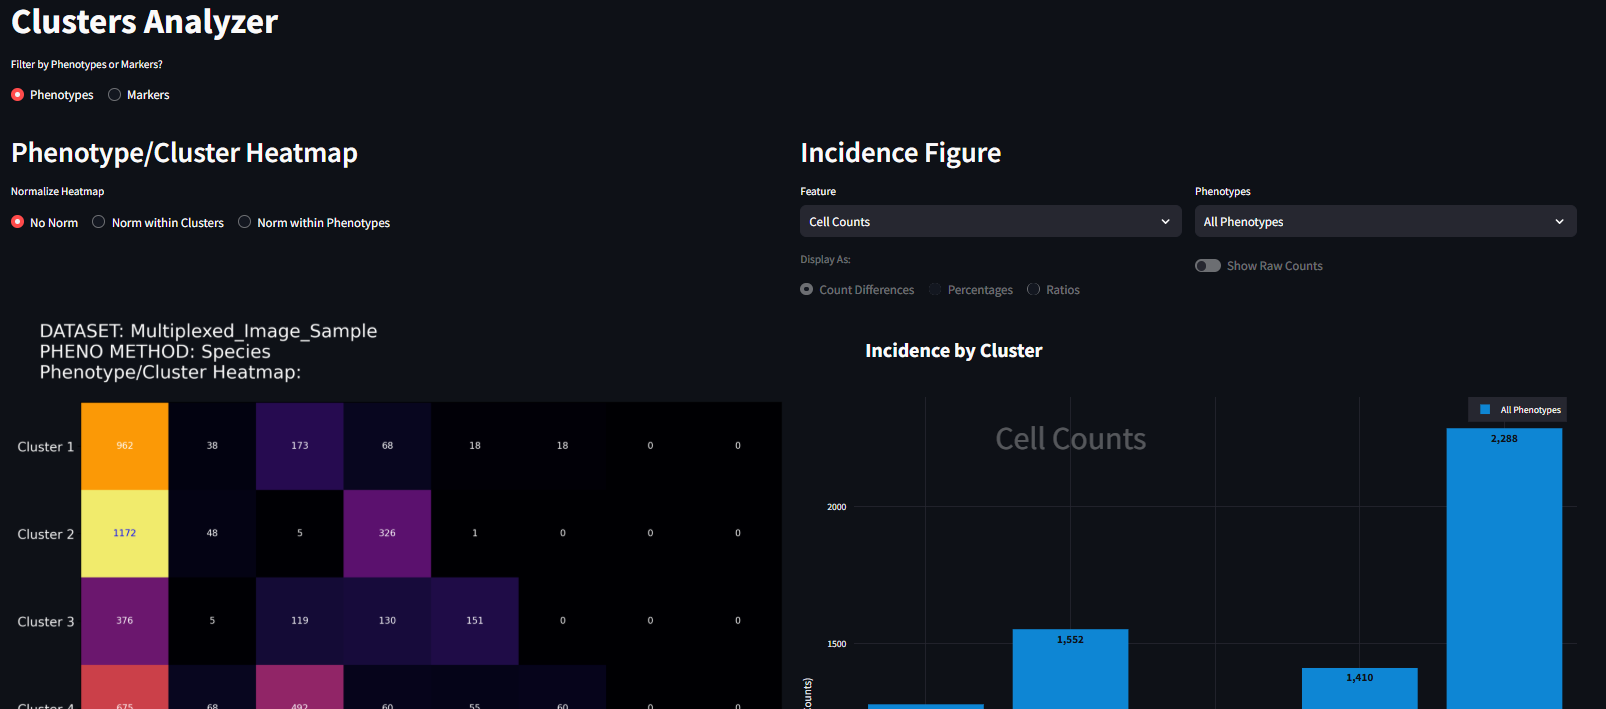 Clusters Analyzer
Filter by Phenotypes or Markers?
Phenotypes Markers
Phenotype/Cluster Heatmap
Normalize Heatmap
No Norm Norm within Clusters Norm within Phenotypes
DATASET: Multiplexed_Image_Sample
PHENO METHOD: Species
Phenotype/Cluster Heatmap:
Cluster 1 962 38 173 68 18 18 0 0
Cluster 2 1172 48 5 326 1 0 0 0
Cluster 3 376 5 119 130 151 0 0 0
Cluster 4 675 68 492 60 55 60 0 0
Incidence Figure
Feature Phenotypes
Cell Counts All Phenotypes
Display As: Show Raw Counts
Count Differences Percentages Ratios
Incidence by Cluster
All Phenotypes
Cell Counts
2,288
2000
1,552
1500
1,410
ounts)